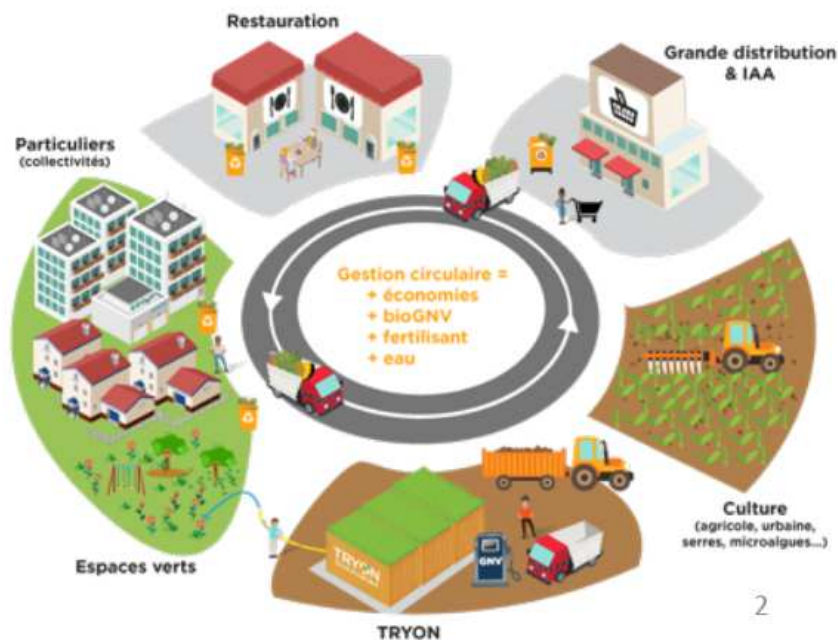 Restauration
Grande distribution
& IAA
Particuliers
(collectivités)
Gestion circulaire =
+ économies
+ bioGNV
+ fertilisant
+ eau
Culture
(agricole, urbaine,
serres, microalgues...)
Espaces verts
TRYON
GNV
TRYON
2